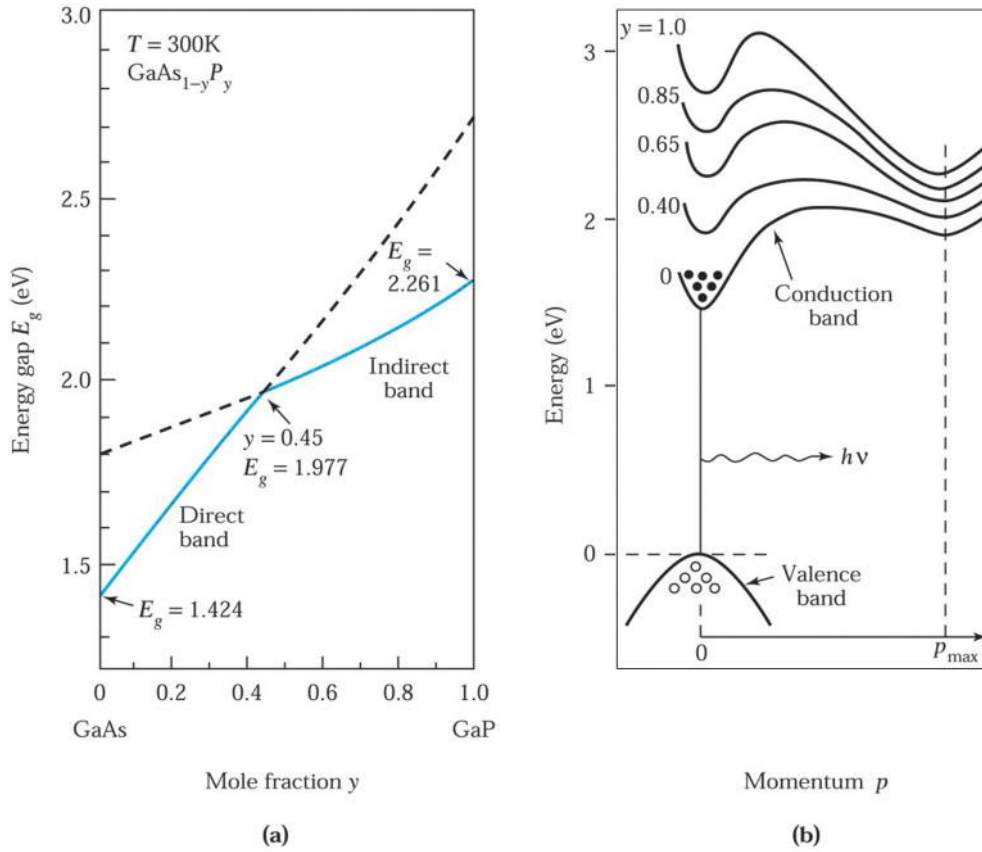 3.0
T = 300K
GaAs1−yPy
2.5
Eg =
2.261
Indirect
band
2.0
y = 0.45
Eg = 1.977
Direct
band
1.5
Eg = 1.424
0
0.2
0.4
0.6
0.8
1.0
GaAs
GaP
Energy gap Eg (eV)
Mole fraction y
(a)
y = 1.0
3
0.85
0.65
0.40
2
0
Conduction
band
1
hν
0
Valence
band
0
pmax
Energy (eV)
Momentum p
(b)